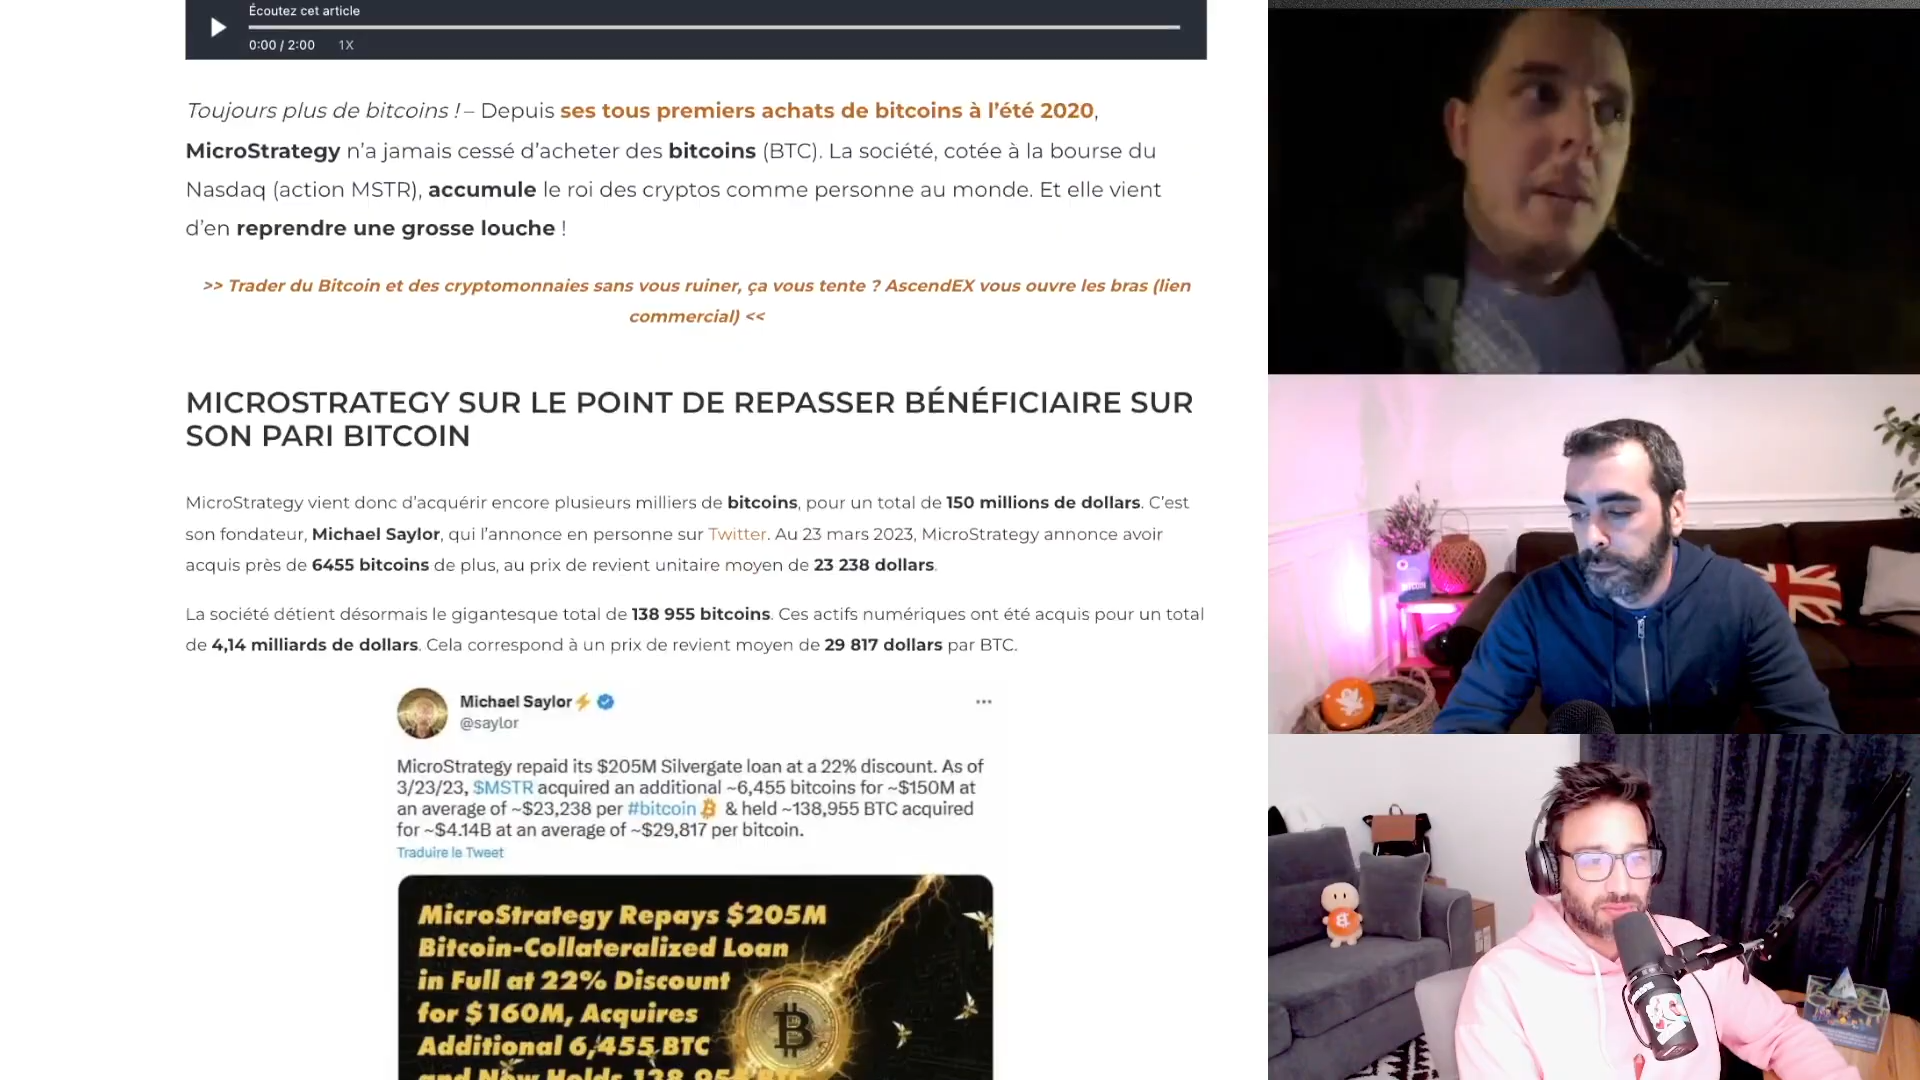 Écoutez cet article
0:00 / 2:00 1X
Toujours plus de bitcoins ! – Depuis ses tous premiers achats de bitcoins à l’été 2020,
MicroStrategy n’a jamais cessé d’acheter des bitcoins (BTC). La société, cotée à la bourse du
Nasdaq (action MSTR), accumule le roi des cryptos comme personne au monde. Et elle vient
d’en reprendre une grosse louche !
>> Trader du Bitcoin et des cryptomonnaies sans vous ruiner, ça vous tente ? AscendEX vous ouvre les bras (lien
commercial) <<
MICROSTRATEGY SUR LE POINT DE REPASSER BÉNÉFICIAIRE SUR
SON PARI BITCOIN
MicroStrategy vient donc d’acquérir encore plusieurs milliers de bitcoins, pour un total de 150 millions de dollars. C’est
son fondateur, Michael Saylor, qui l’annonce en personne sur Twitter. Au 23 mars 2023, MicroStrategy annonce avoir
acquis près de 6455 bitcoins de plus, au prix de revient unitaire moyen de 23 238 dollars.
La société détient désormais le gigantesque total de 138 955 bitcoins. Ces actifs numériques ont été acquis pour un total
de 4,14 milliards de dollars. Cela correspond à un prix de revient moyen de 29 817 dollars par BTC.
Michael Saylor⚡
@saylor
MicroStrategy repaid its $205M Silvergate loan at a 22% discount. As of
3/23/23, $MSTR acquired an additional ~6,455 bitcoins for ~$150M at
an average of ~$23,238 per #bitcoin & held ~138,955 BTC acquired
for ~$4.14B at an average of ~$29,817 per bitcoin.
Traduire le Tweet
MicroStrategy Repays $205M
Bitcoin-Collateralized Loan
in Full at 22% Discount
for $160M, Acquires
Additional 6,455 BTC
and Now Holds 138,955 BTC
BITCOIN